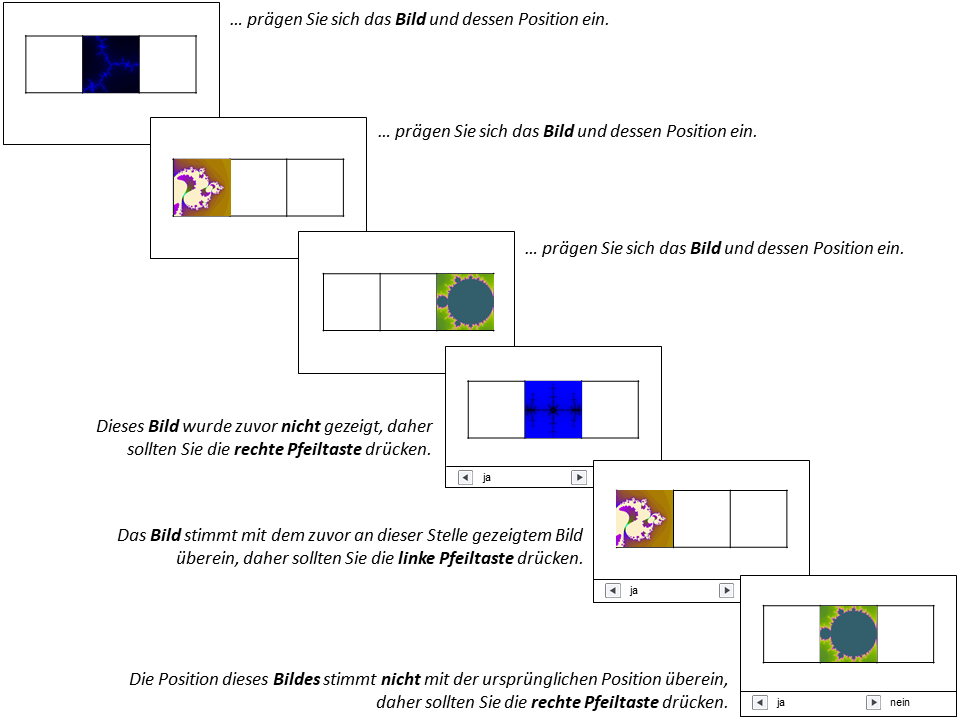 … prägen Sie sich das Bild und dessen Position ein.
… prägen Sie sich das Bild und dessen Position ein.
… prägen Sie sich das Bild und dessen Position ein.
Dieses Bild wurde zuvor nicht gezeigt, daher
sollten Sie die rechte Pfeiltaste drücken.
ja
Das Bild stimmt mit dem zuvor an dieser Stelle gezeigtem Bild
überein, daher sollten Sie die linke Pfeiltaste drücken.
ja
Die Position dieses Bildes stimmt nicht mit der ursprünglichen Position überein,
daher sollten Sie die rechte Pfeiltaste drücken.
ja nein